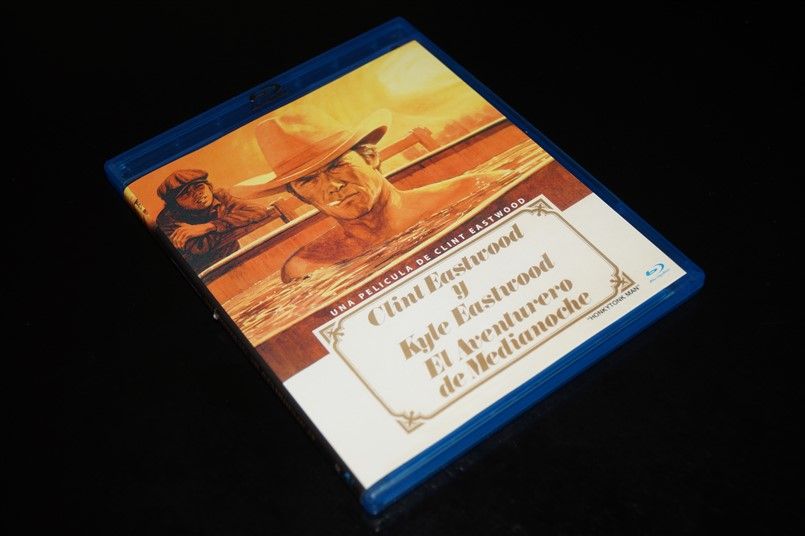 UNA PELICULA DE CLINT EASTWOOD
Clint Eastwood
y
Kyle Eastwood
El Aventurero
de Medianoche
"HONKYTONK MAN"